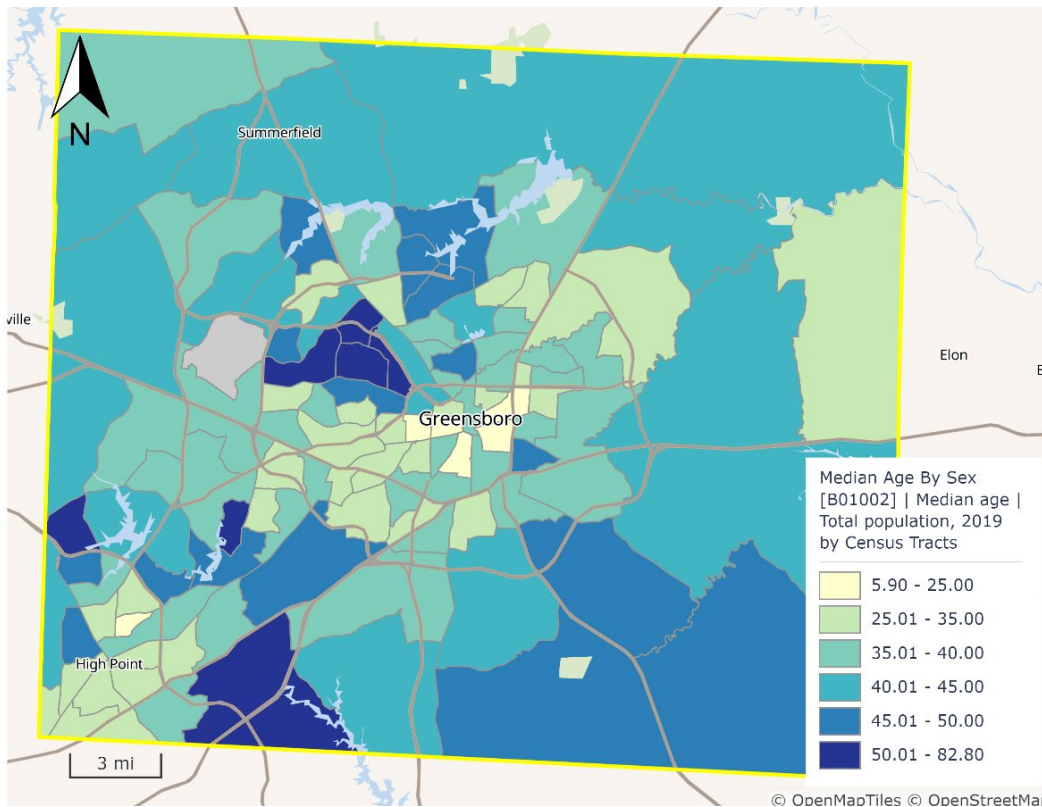 N
Summerfield
ville
Elon
Greensboro
High Point
3 mi
Median Age By Sex
[B01002] | Median age |
Total population, 2019
by Census Tracts
5.90 - 25.00
25.01 - 35.00
35.01 - 40.00
40.01 - 45.00
45.01 - 50.00
50.01 - 82.80
© OpenMapTiles © OpenStreetMa